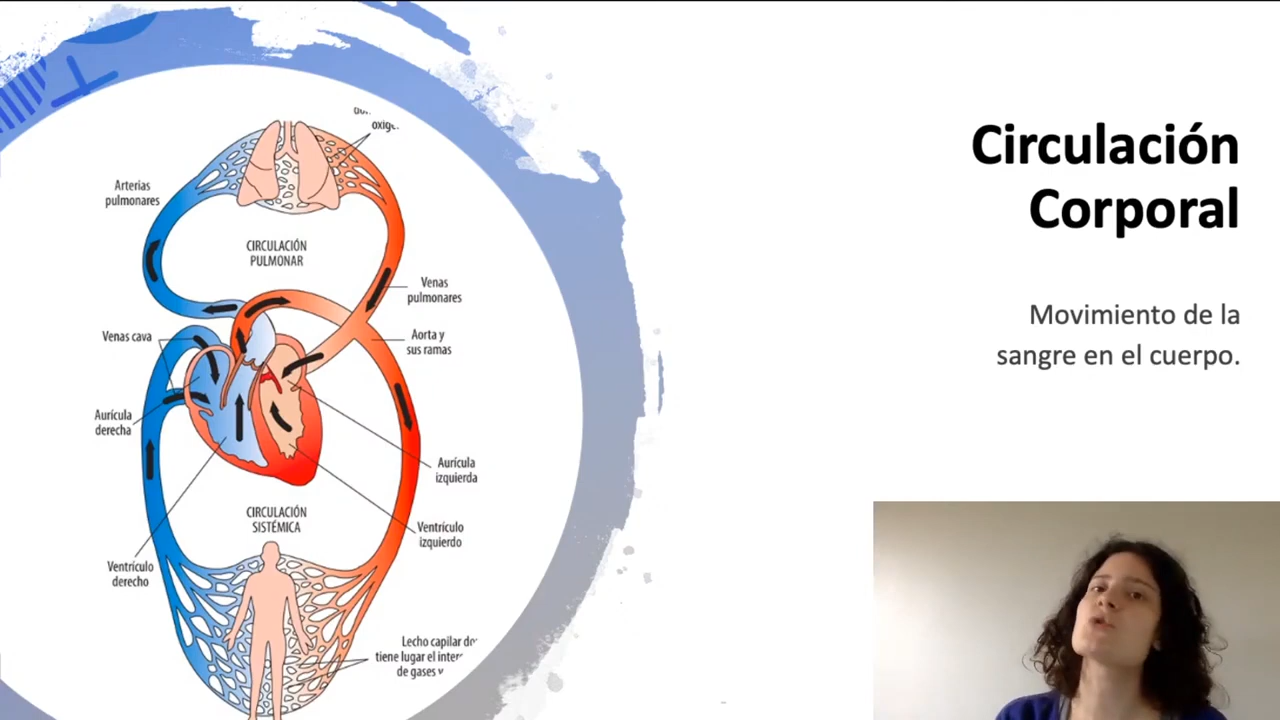 Circulación
Corporal
Movimiento de la
sangre en el cuerpo.
Arterias
pulmonares
CIRCULACIÓN
PULMONAR
Venas
pulmonares
Venas cava
Aorta y
sus ramas
Aurícula
derecha
Aurícula
izquierda
CIRCULACIÓN
SISTÉMICA
Ventrículo
izquierdo
Ventrículo
derecho
Lecho capilar
tiene lugar el
de gases